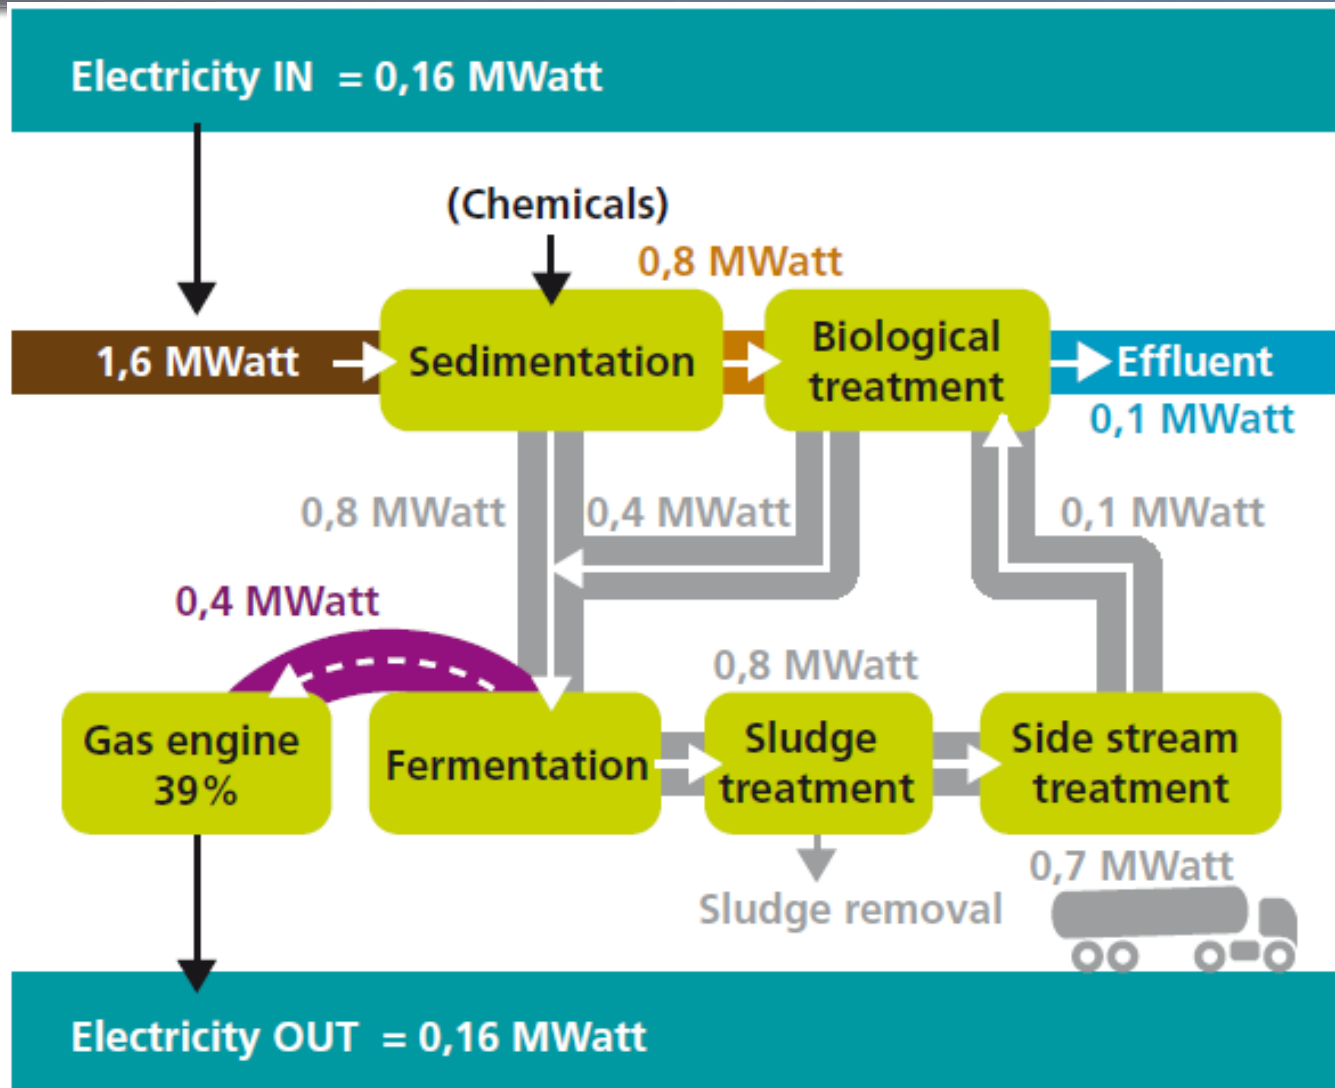 Electricity IN = 0,16 MWatt
(Chemicals)
0,8 MWatt
1,6 MWatt
Sedimentation
Biological
treatment
Effluent
0,1 MWatt
0,8 MWatt
0,4 MWatt
0,1 MWatt
0,4 MWatt
0,8 MWatt
Gas engine
39%
Fermentation
Sludge
treatment
Side stream
treatment
0,7 MWatt
Sludge removal
Electricity OUT = 0,16 MWatt